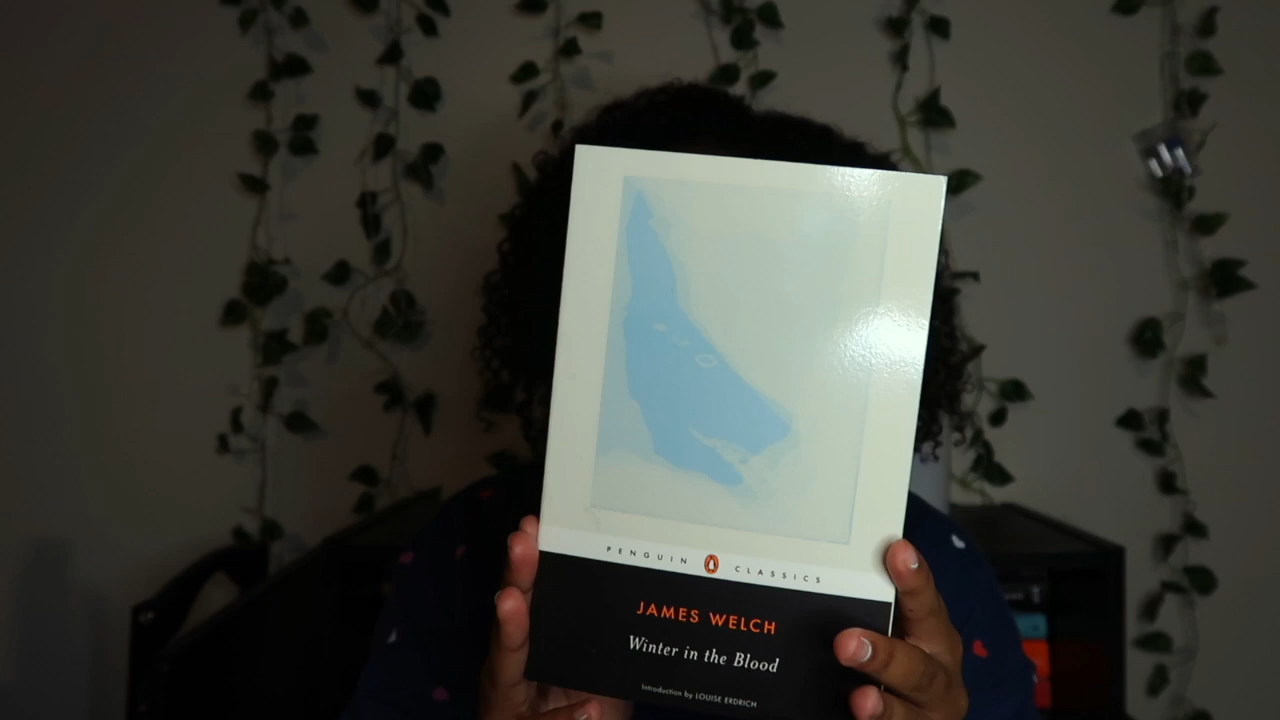 PENGUIN CLASSICS
JAMES WELCH
Winter in the Blood
Introduction by LOUISE ERDRICH